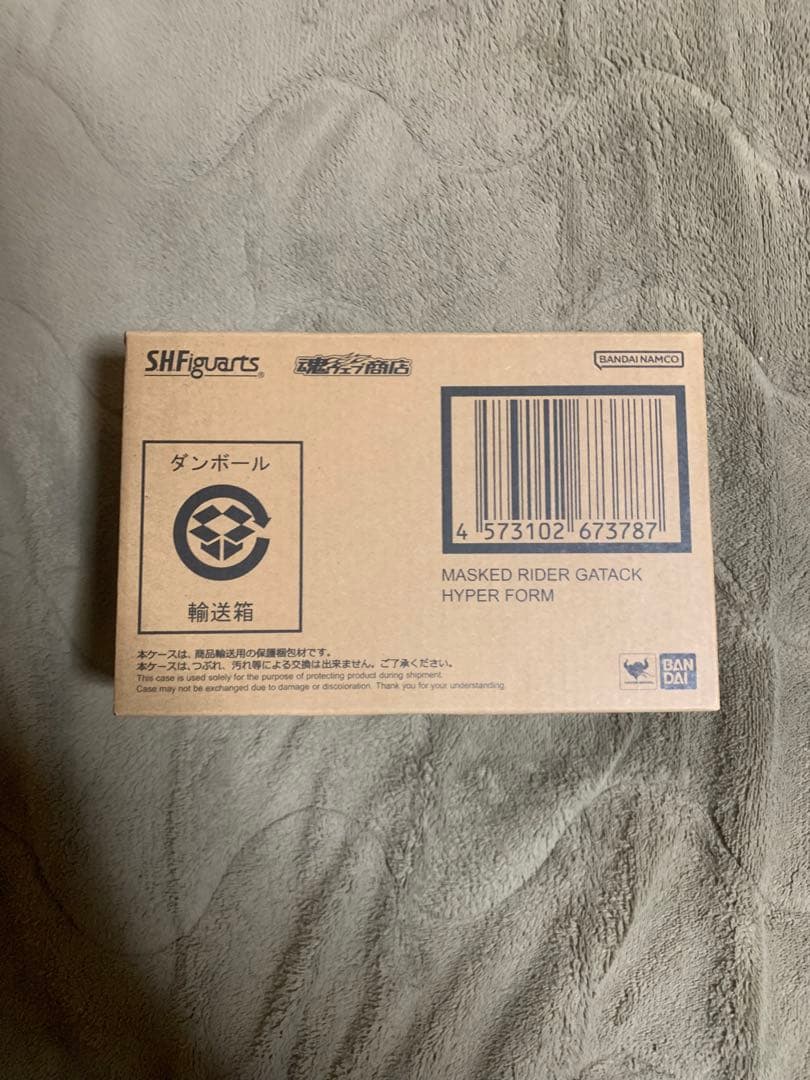 S.H.Figuarts®
魂ウェブ商店
BANDAI NAMCO
ダンボール
輸送箱
4 573102 673787
MASKED RIDER GATACK
HYPER FORM
本ケースは、商品輸送用の保護梱包材です。
本ケースは、つぶれ、汚れ等による交換は出来ません。ご了承ください。
This case is used solely for the purpose of protecting product during shipment.
Case may not be exchanged due to damage or discoloration. Thank you for your understanding.
BAN
DAI